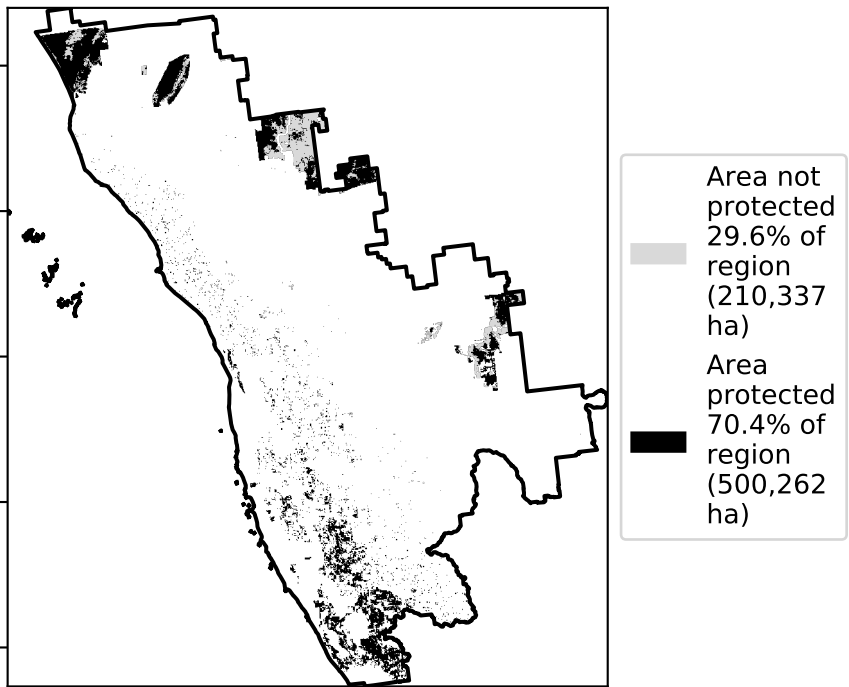 Area not
protected
29.6% of
region
(210,337
ha)
Area
protected
70.4% of
region
(500,262
ha)